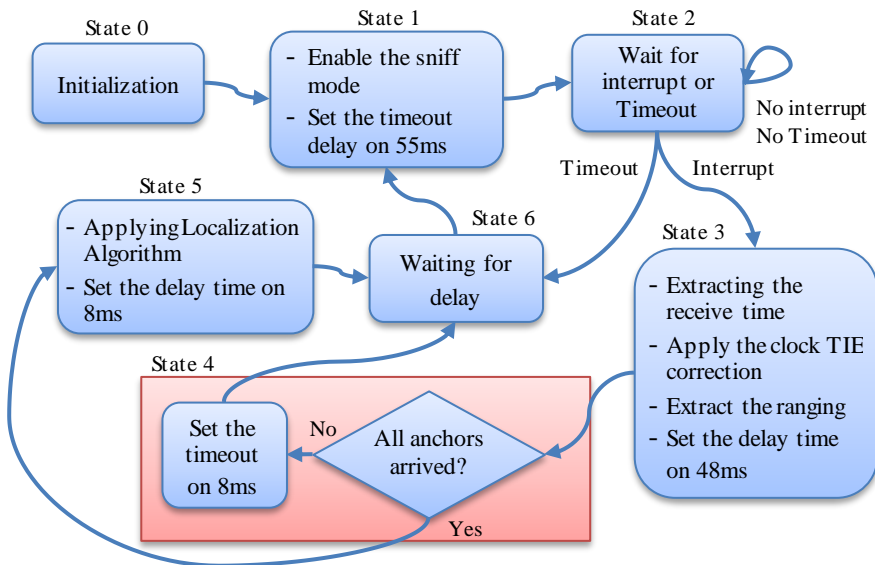 State 0
Initialization
State 1
- Enable the sniff
mode
- Set the timeout
delay on 55ms
State 2
Wait for
interrupt or
Timeout
No interrupt
No Timeout
Timeout
Interrupt
State 5
- Applying Localization
Algorithm
- Set the delay time on
8ms
State 6
Waiting for
delay
State 3
- Extracting the
receive time
- Apply the clock TIE
correction
- Extract the ranging
- Set the delay time
on 48ms
State 4
Set the
timeout
on 8ms
No
All anchors
arrived?
Yes